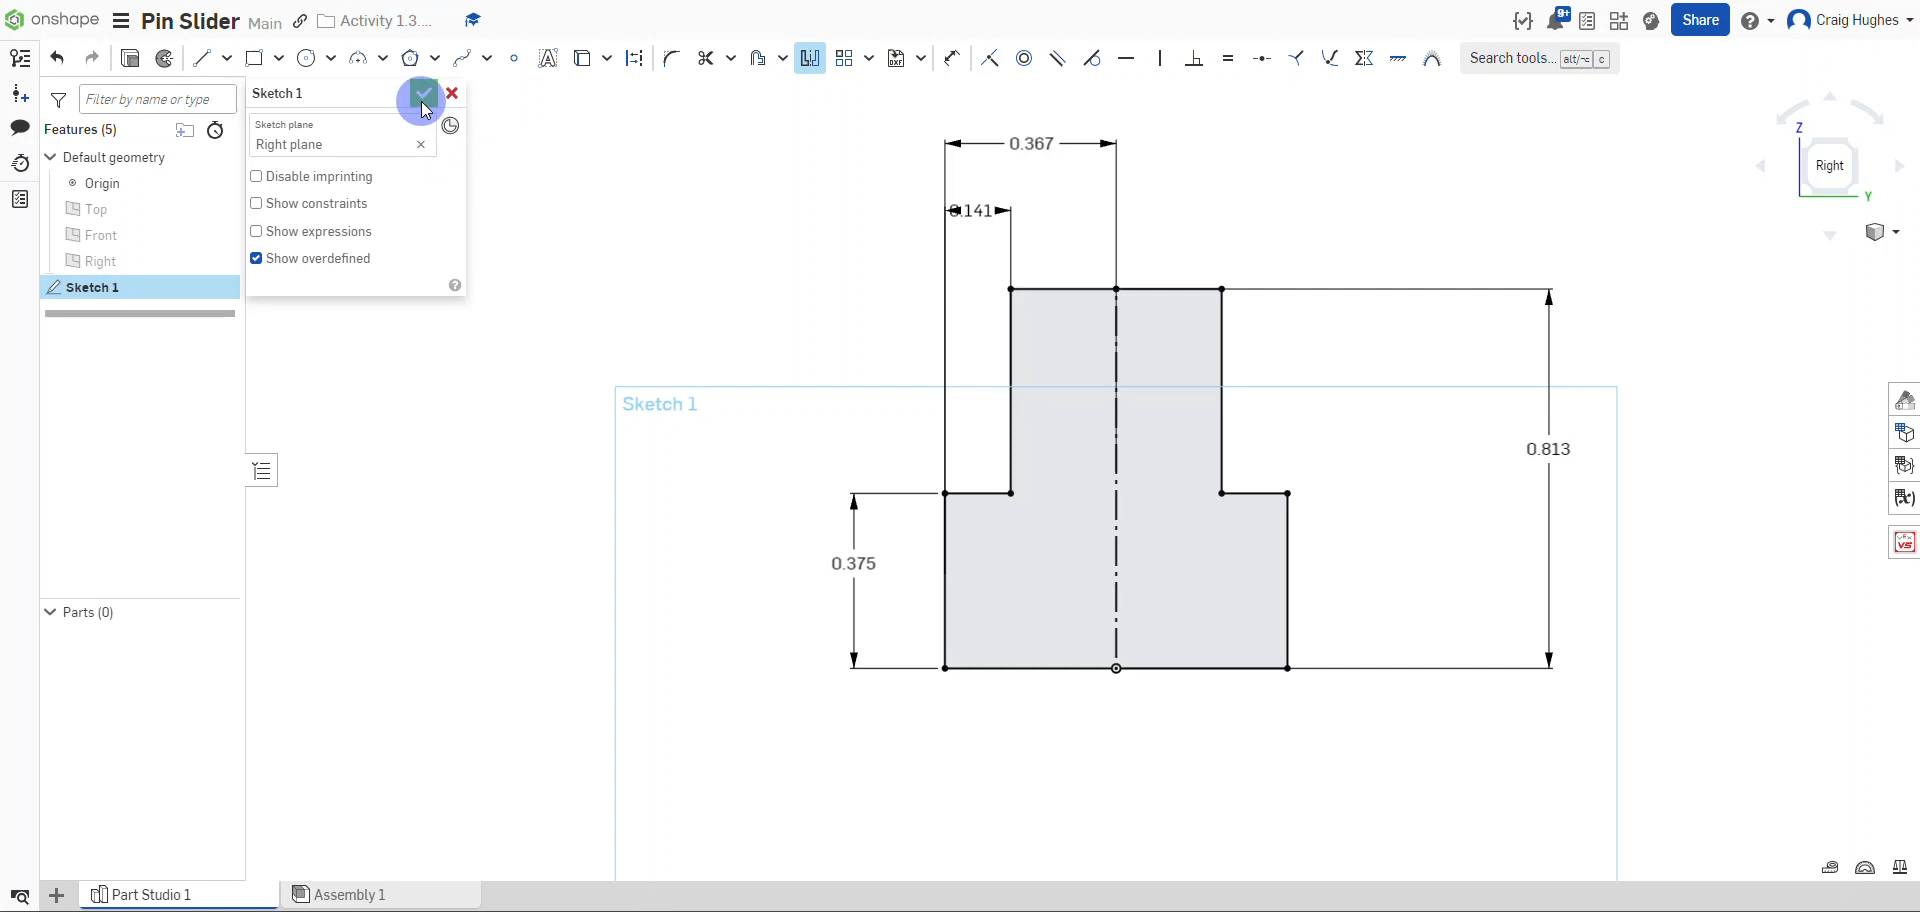 onshape Pin Slider Main Activity 1.3.... 9+ Share Craig Hughes
Search tools... alt/⌥ c
Filter by name or type
Features (5)
Default geometry
Origin
Top
Front
Right
Sketch 1
Parts (0)
Sketch 1
Sketch plane
Right plane
Disable imprinting
Show constraints
Show expressions
Show overdefined
0.367
0.141
Sketch 1
0.813
0.375
Z
Right
Y
Part Studio 1
Assembly 1